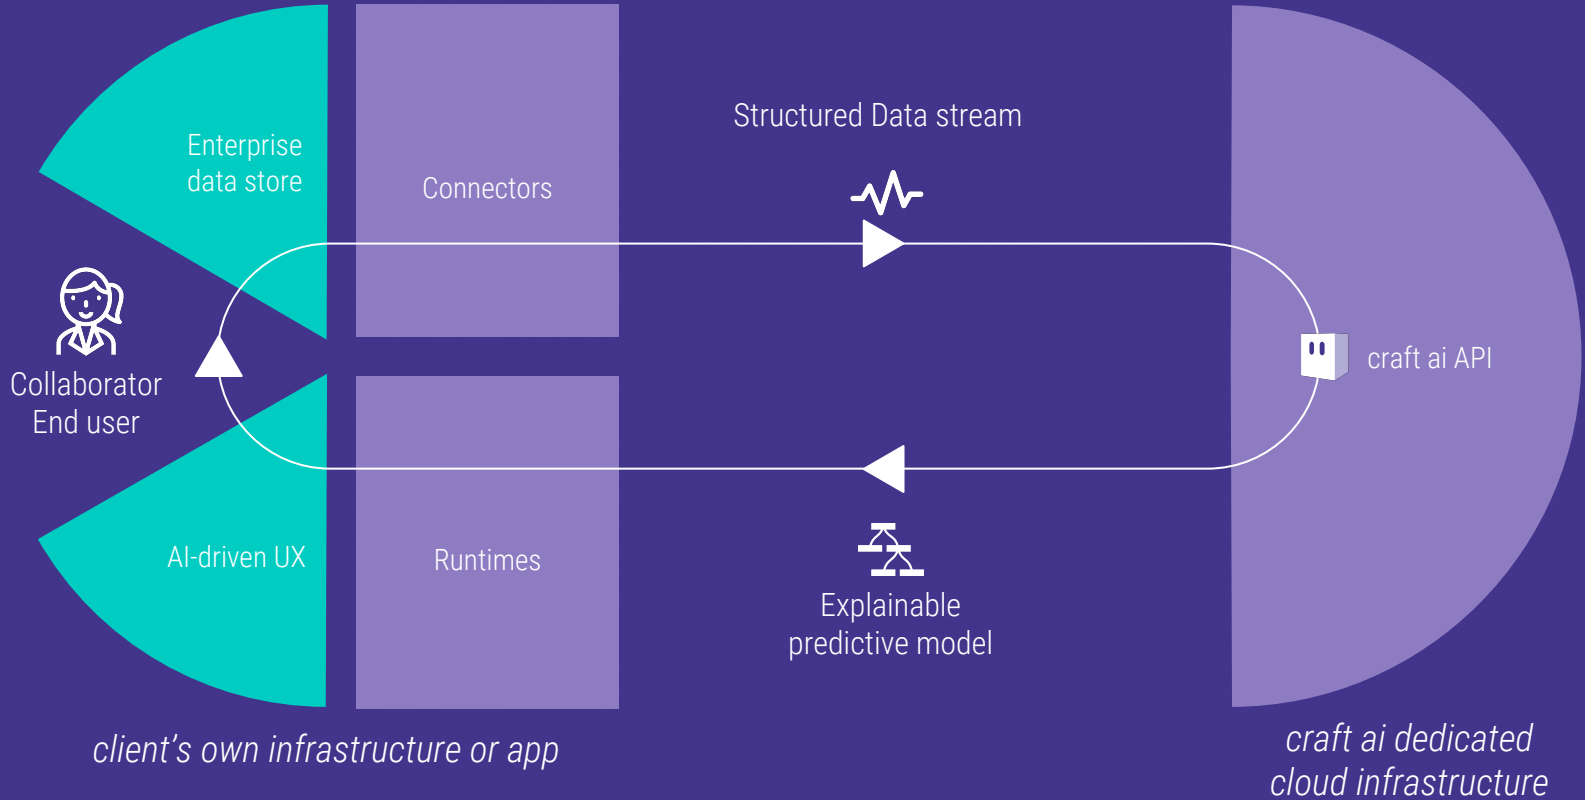 Enterprise
data store
Connectors
Structured Data stream
Collaborator
End user
craft ai API
AI-driven UX
Runtimes
Explainable
predictive model
client’s own infrastructure or app
craft ai dedicated
cloud infrastructure